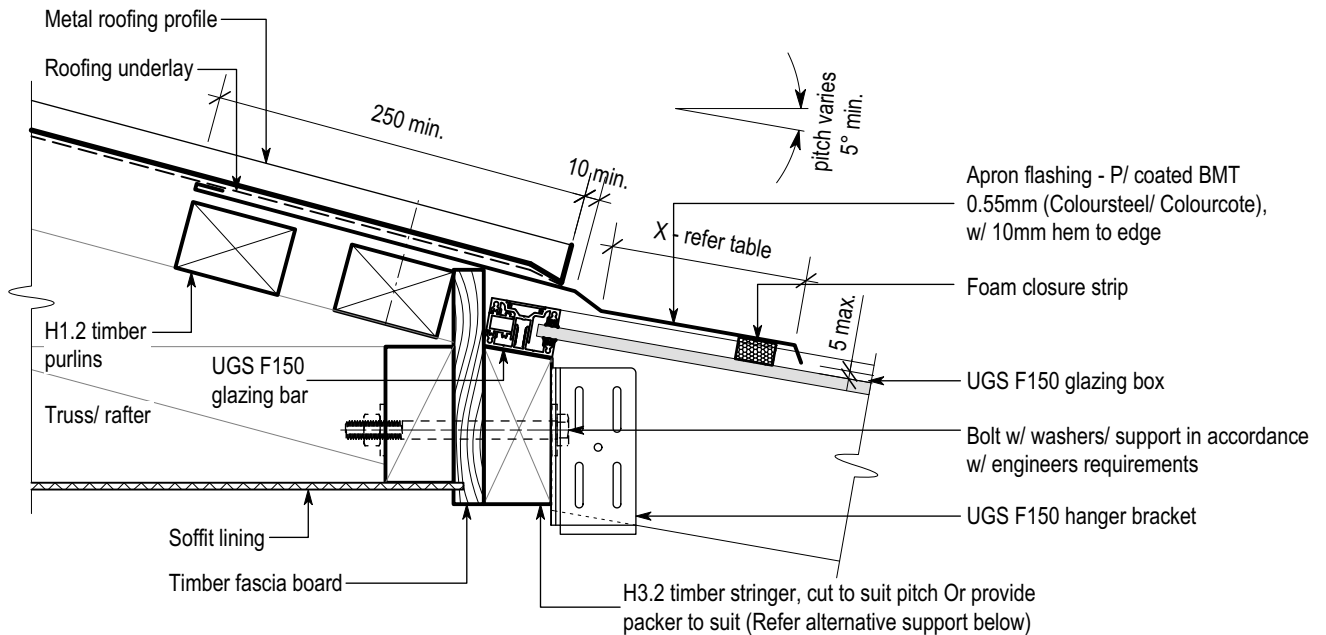 Metal roofing profile
Roofing underlay
250 min.
10 min.
pitch varies
5° min.
X - refer table
Apron flashing - P/ coated BMT
0.55mm (Coloursteel/ Colourcote),
w/ 10mm hem to edge
Foam closure strip
5 max.
H1.2 timber
purlins
UGS F150
glazing bar
Truss/ rafter
UGS F150 glazing box
Bolt w/ washers/ support in accordance
w/ engineers requirements
UGS F150 hanger bracket
Soffit lining
Timber fascia board
H3.2 timber stringer, cut to suit pitch Or provide
packer to suit (Refer alternative support below)